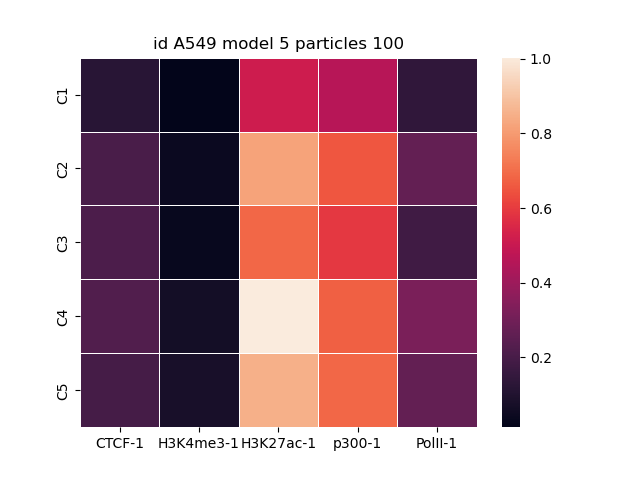 id A549 model 5 particles 100
C1
C2
C3
C4
C5
CTCF-1 H3K4me3-1 H3K27ac-1 p300-1 PolII-1
1.0
0.8
0.6
0.4
0.2